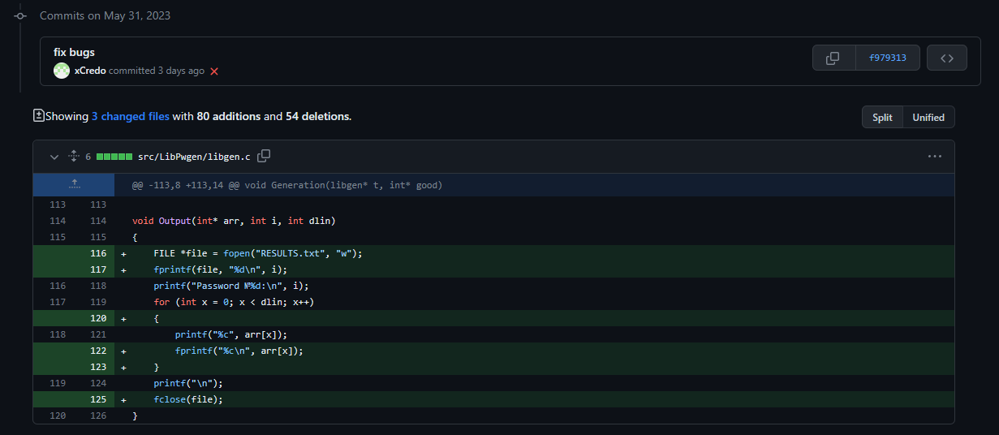 Commits on May 31, 2023
fix bugs
xCredo committed 3 days ago
f979313
Showing 3 changed files with 80 additions and 54 deletions.
Split Unified
6 src/LibPwgen/libgen.c
@@ -113,8 +113,14 @@ void Generation(libgen* t, int* good)
113 113
114 114 void Output(int* arr, int i, int dlin)
115 115 {
116 + FILE *file = fopen("RESULTS.txt", "w");
117 + fprintf(file, "%d\n", i);
116 118 printf("Password №%d:\n", i);
117 119 for (int x = 0; x < dlin; x++)
120 + {
118 121 printf("%c", arr[x]);
122 + fprintf("%c\n", arr[x]);
123 + }
119 124 printf("\n");
125 + fclose(file);
120 126 }